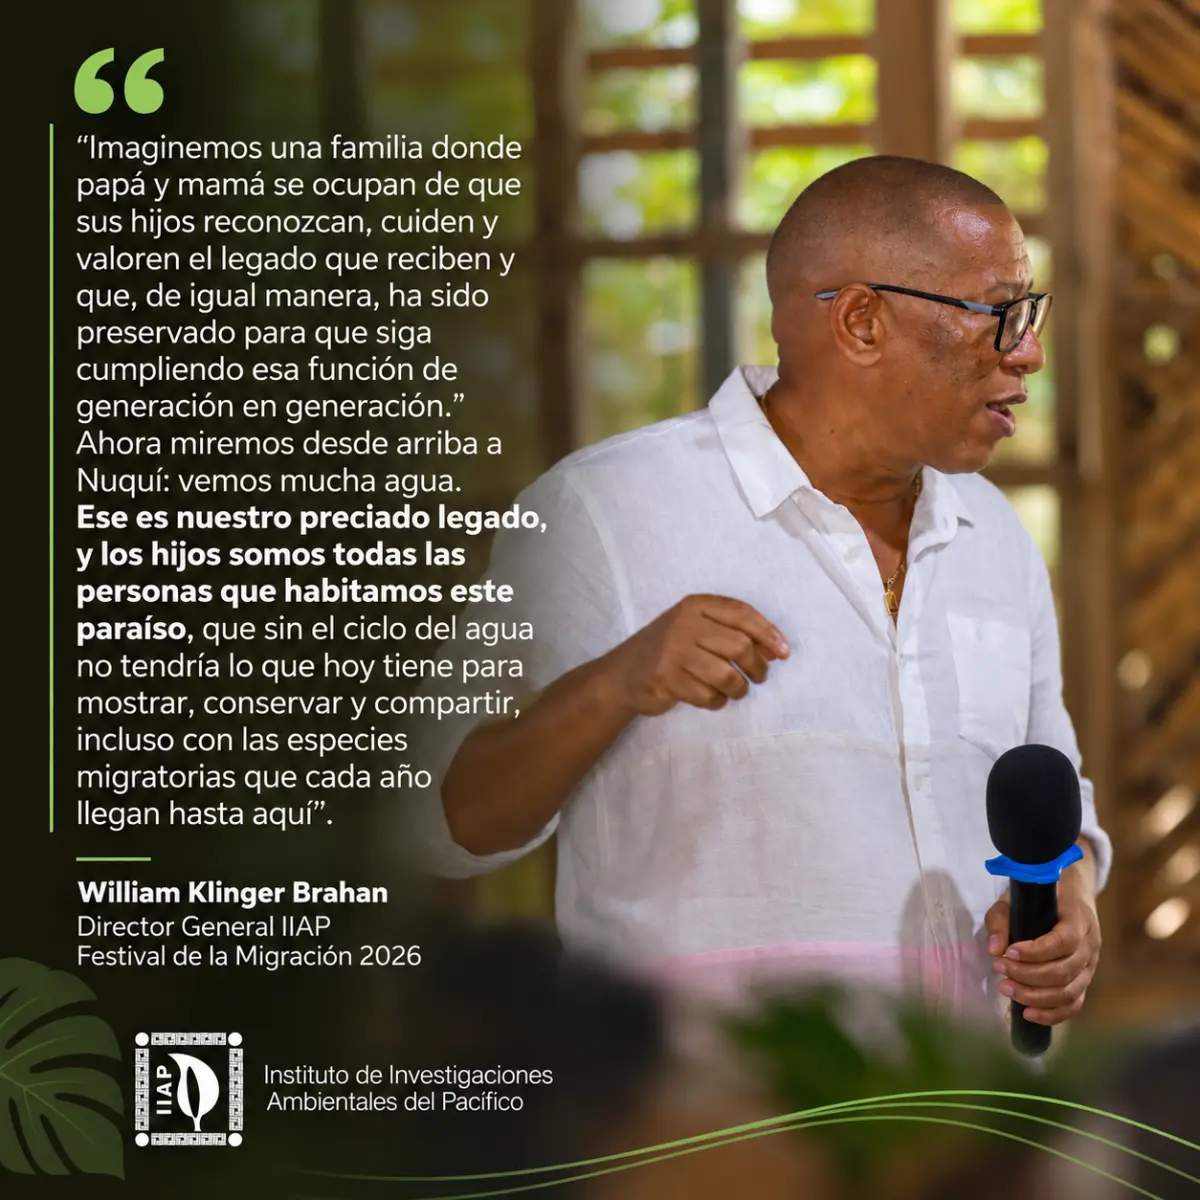 “Imaginemos una familia donde
papá y mamá se ocupan de que
sus hijos reconozcan, cuiden y
valoren el legado que reciben y
que, de igual manera, ha sido
preservado para que siga
cumpliendo esa función de
generación en generación.”
Ahora miremos desde arriba a
Nuquí: vemos mucha agua.
Ese es nuestro preciado legado,
y los hijos somos todas las
personas que habitamos este
paraíso, que sin el ciclo del agua
no tendría lo que hoy tiene para
mostrar, conservar y compartir,
incluso con las especies
migratorias que cada año
llegan hasta aquí”.
William Klinger Brahan
Director General IIAP
Festival de la Migración 2026
IIAP
Instituto de Investigaciones
Ambientales del Pacífico